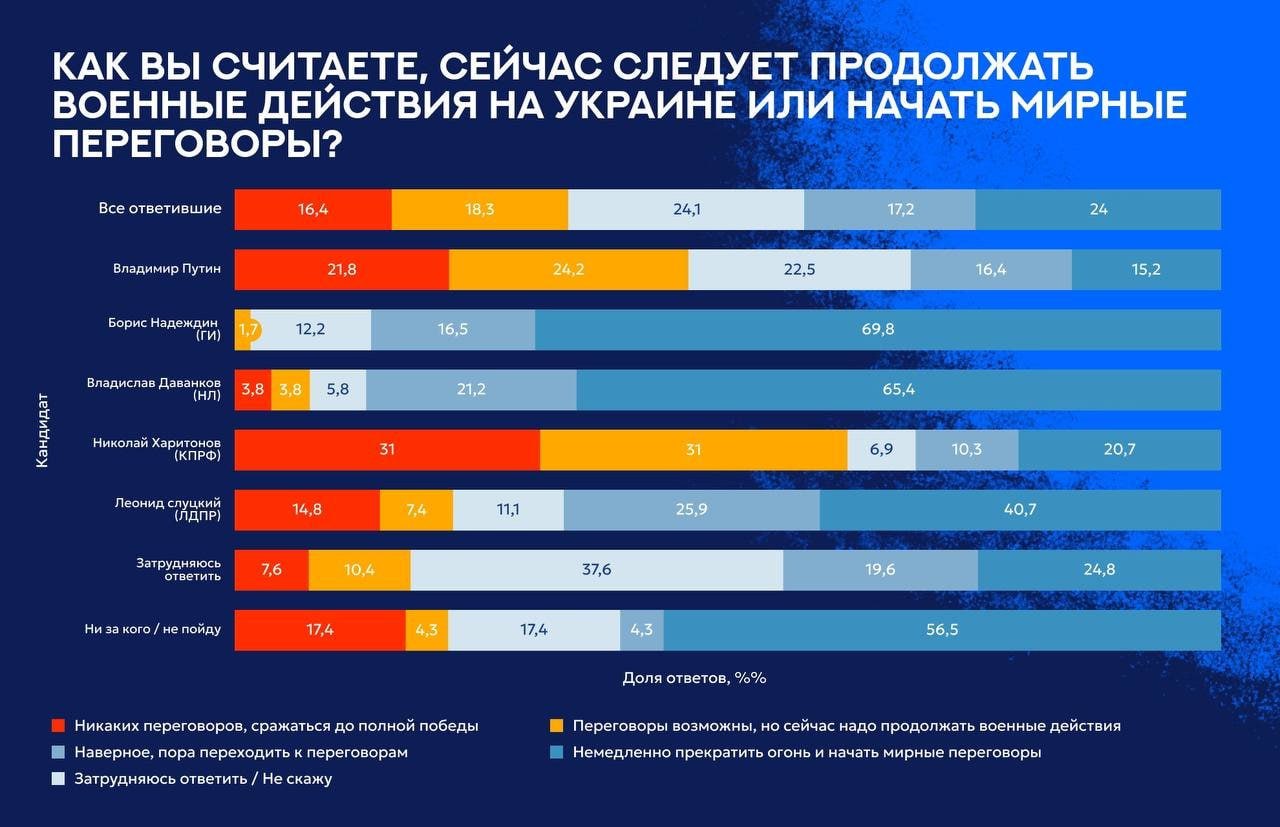 КАК ВЫ СЧИТАЕТЕ, СЕЙЧАС СЛЕДУЕТ ПРОДОЛЖАТЬ
ВОЕННЫЕ ДЕЙСТВИЯ НА УКРАИНЕ ИЛИ НАЧАТЬ МИРНЫЕ
ПЕРЕГОВОРЫ?
Кандидат
Все ответившие 16,4 18,3 24,1 17,2 24
Владимир Путин 21,8 24,2 22,5 16,4 15,2
Борис Надеждин
(ГИ) 1,7 12,2 16,5 69,8
Владислав Даванков
(НЛ) 3,8 3,8 5,8 21,2 65,4
Николай Харитонов
(КПРФ) 31 31 6,9 10,3 20,7
Леонид слуцкий
(ЛДПР) 14,8 7,4 11,1 25,9 40,7
Затрудняюсь
ответить 7,6 10,4 37,6 19,6 24,8
Ни за кого / не пойду 17,4 4,3 17,4 4,3 56,5
Доля ответов, %%
Никаких переговоров, сражаться до полной победы
Переговоры возможны, но сейчас надо продолжать военные действия
Наверное, пора переходить к переговорам
Немедленно прекратить огонь и начать мирные переговоры
Затрудняюсь ответить / Не скажу